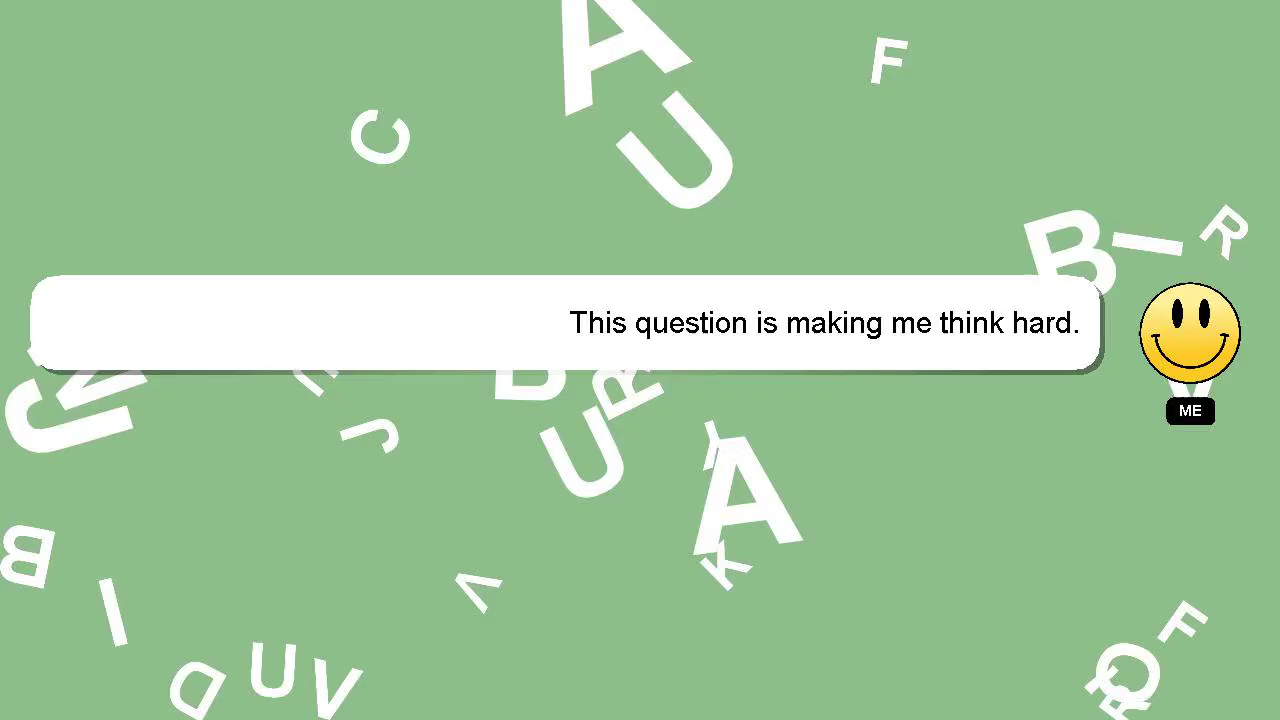 A
F
C
U
B I R
This question is making me think hard.
ME
J
U
R
A
K
B
I
V
F
D U V
Q
R